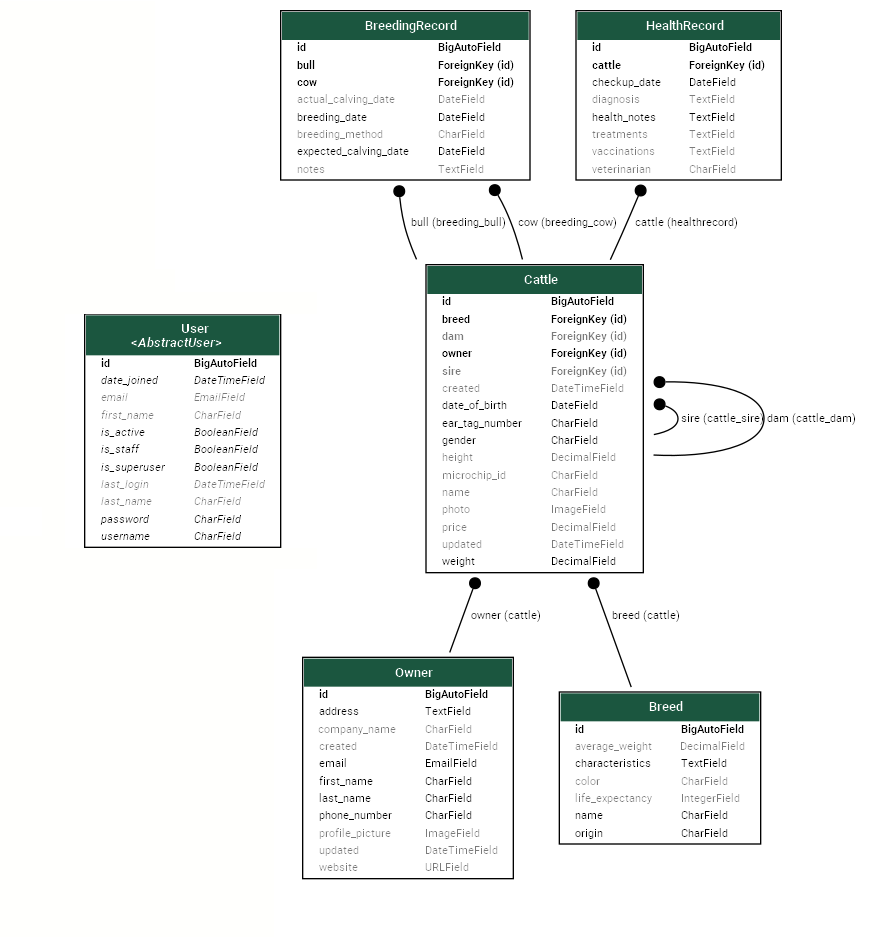 BreedingRecord
id BigAutoField
bull ForeignKey (id)
cow ForeignKey (id)
actual_calving_date DateField
breeding_date DateField
breeding_method CharField
expected_calving_date DateField
notes TextField
HealthRecord
id BigAutoField
cattle ForeignKey (id)
checkup_date DateField
diagnosis TextField
health_notes TextField
treatments TextField
vaccinations TextField
veterinarian CharField
bull (breeding_bull)
cow (breeding_cow)
cattle (healthrecord)
User
<AbstractUser>
id BigAutoField
date_joined DateTimeField
email EmailField
first_name CharField
is_active BooleanField
is_staff BooleanField
is_superuser BooleanField
last_login DateTimeField
last_name CharField
password CharField
username CharField
Cattle
id BigAutoField
breed ForeignKey (id)
dam ForeignKey (id)
owner ForeignKey (id)
sire ForeignKey (id)
created DateTimeField
date_of_birth DateField
ear_tag_number CharField
gender CharField
height DecimalField
microchip_id CharField
name CharField
photo ImageField
price DecimalField
updated DateTimeField
weight DecimalField
sire (cattle_sire)
dam (cattle_dam)
owner (cattle)
breed (cattle)
Owner
id BigAutoField
address TextField
company_name CharField
created DateTimeField
email EmailField
first_name CharField
last_name CharField
phone_number CharField
profile_picture ImageField
updated DateTimeField
website URLField
Breed
id BigAutoField
average_weight DecimalField
characteristics TextField
color CharField
life_expectancy IntegerField
name CharField
origin CharField